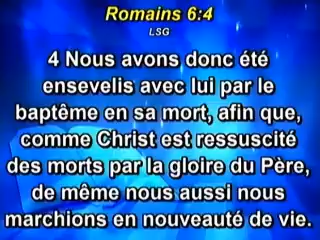 Romains 6:4
LSG
4 Nous avons donc été
ensevelis avec lui par le
baptême en sa mort, afin que,
comme Christ est ressuscité
des morts par la gloire du Père,
de même nous aussi nous
marchions en nouveauté de vie.